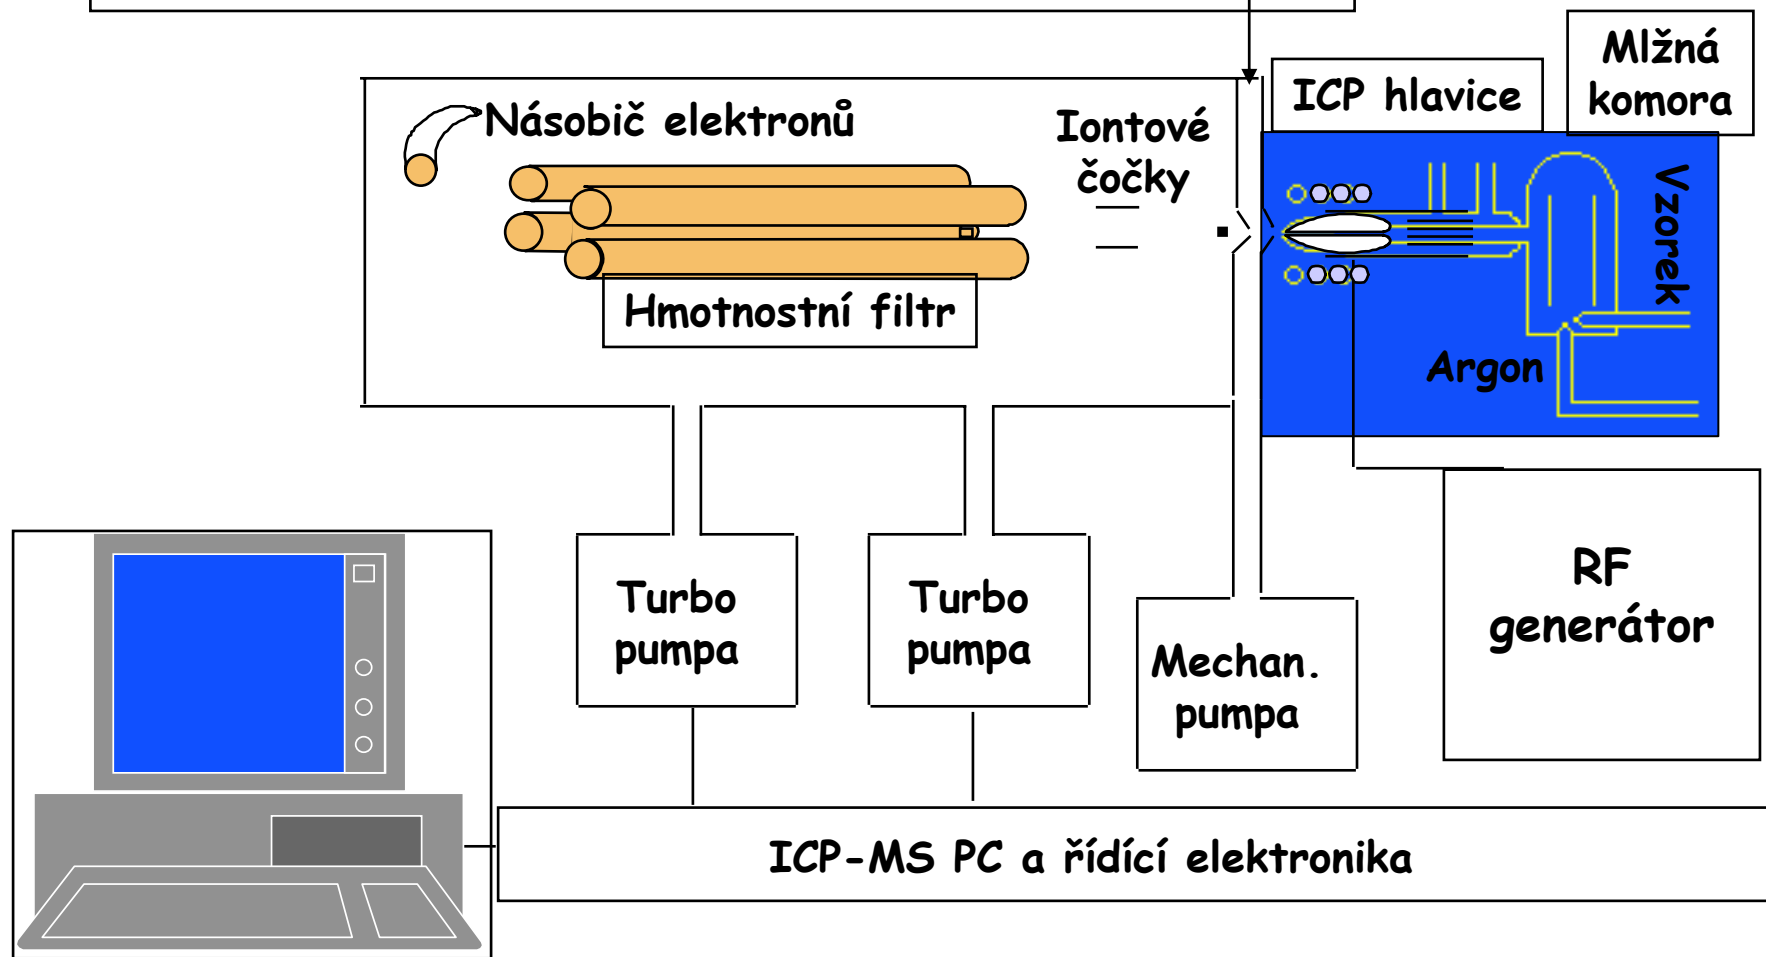 Mlžná
komora
ICP hlavice
Násobič elektronů
Iontové
čočky
Vzorek
Hmotnostní filtr
Argon
RF
generátor
Turbo
pumpa
Turbo
pumpa
Mechan.
pumpa
ICP-MS PC a řídící elektronika